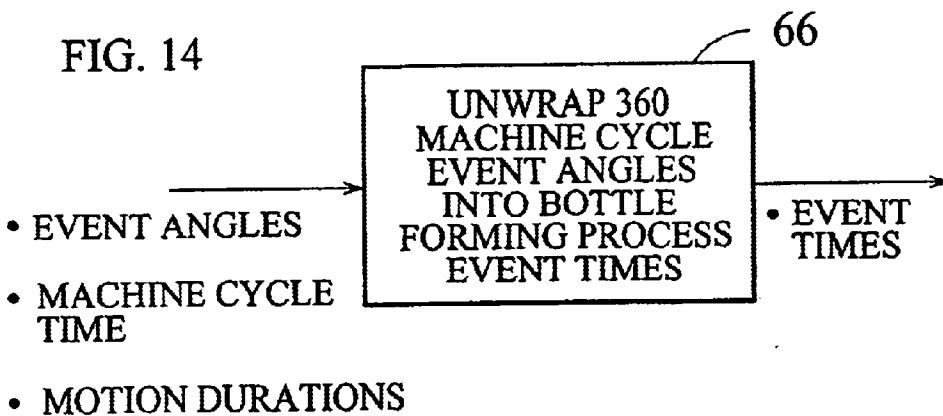 FIG. 14
66
UNWRAP 360
MACHINE CYCLE
EVENT ANGLES
INTO BOTTLE
FORMING PROCESS
EVENT TIMES
• EVENT ANGLES
• MACHINE CYCLE
TIME
• MOTION DURATIONS
• EVENT
TIMES